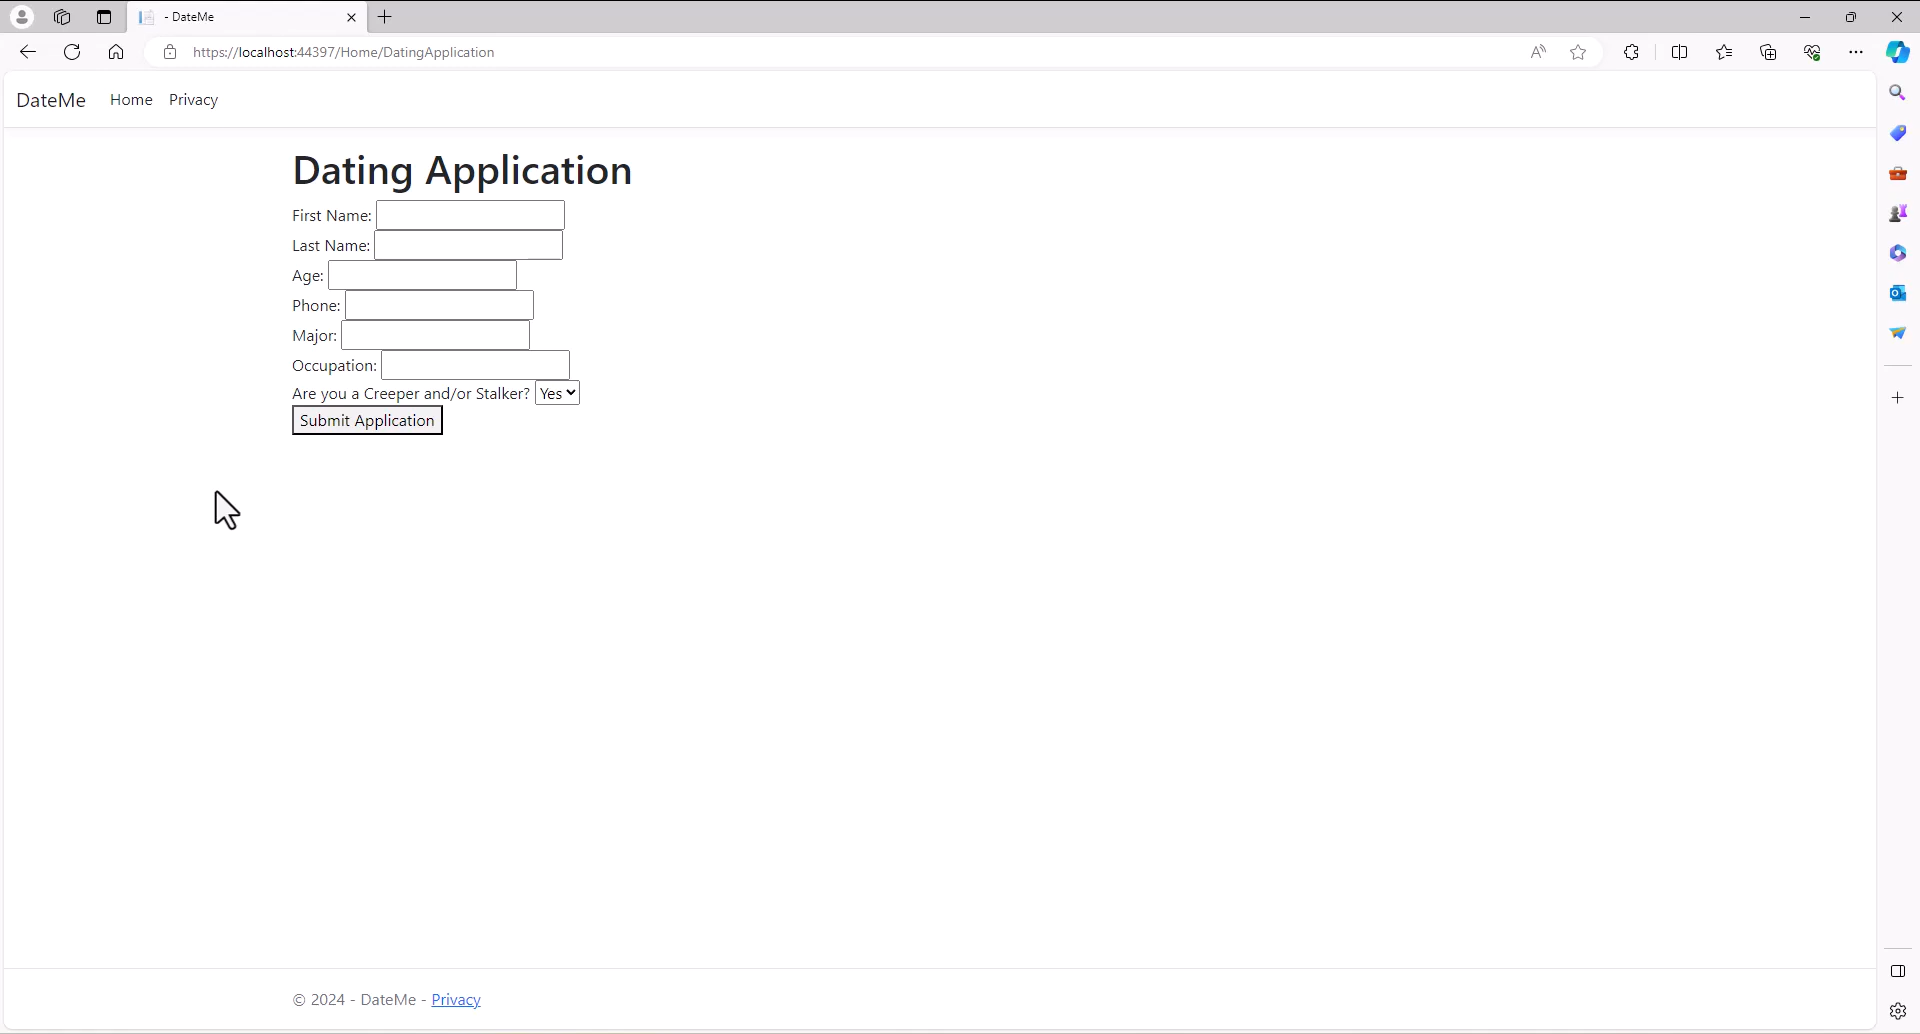 - DateMe
https://localhost:44397/Home/DatingApplication
DateMe Home Privacy
Dating Application
First Name:
Last Name:
Age:
Phone:
Major:
Occupation:
Are you a Creeper and/or Stalker? Yes
Submit Application
© 2024 - DateMe - Privacy